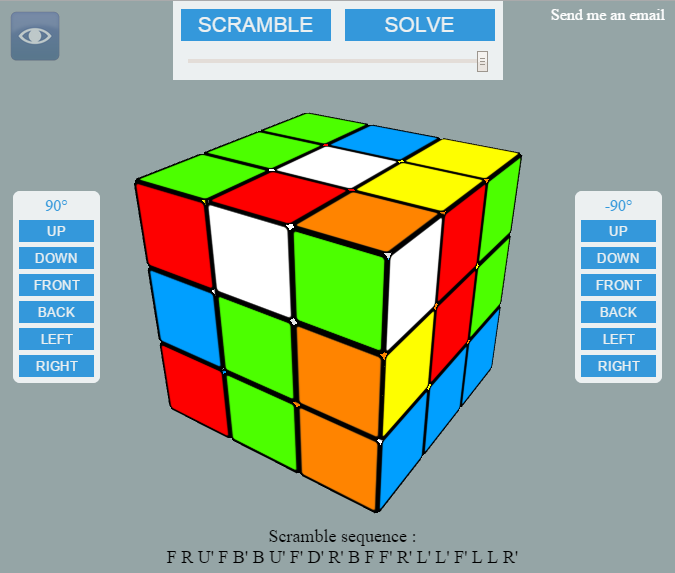 SCRAMBLE SOLVE
Send me an email
90°
UP
DOWN
FRONT
BACK
LEFT
RIGHT
-90°
UP
DOWN
FRONT
BACK
LEFT
RIGHT
Scramble sequence :
F R U' F B' B U' F' D' R' B F F' R' L' L' F' L L R'